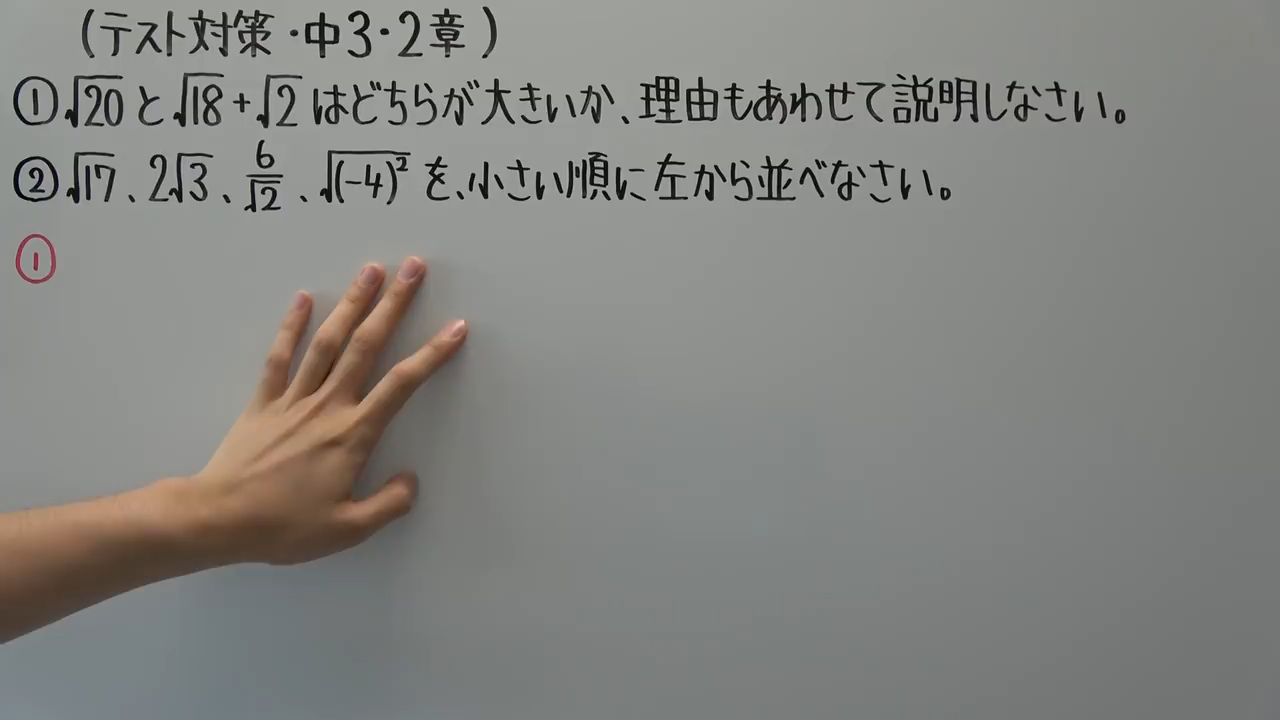 (テスト対策・中3・2章)
①√20と√18+√2はどちらが大きいか、理由もあわせて説明しなさい。
②√17、2√3、6/√2、√(-4)²を、小さい順に左から並べなさい。
①